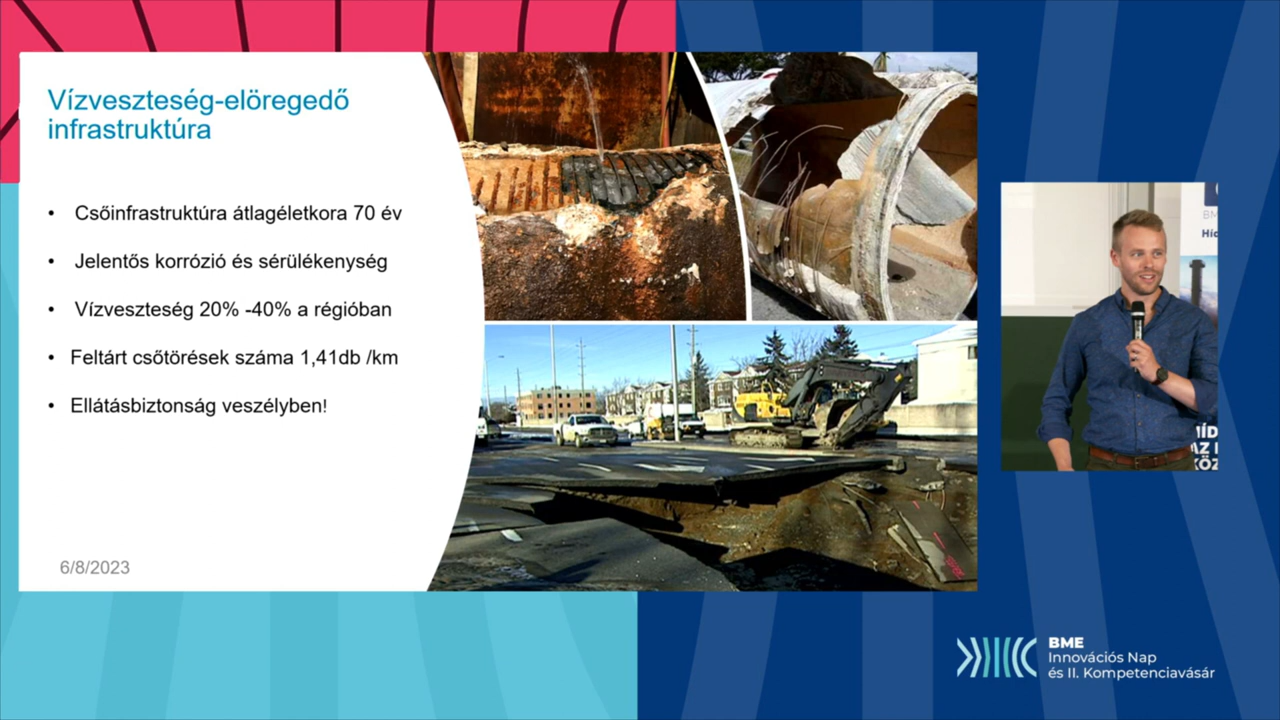 Vízveszteség-elöregedő
infrastruktúra
• Csőinfrastruktúra átlagéletkora 70 év
• Jelentős korrózió és sérülékenység
• Vízveszteség 20% -40% a régióban
• Feltárt csőtörések száma 1,41db /km
• Ellátásbiztonság veszélyben!
6/8/2023
BME
Innovációs Nap
és II. Kompetenciavásár